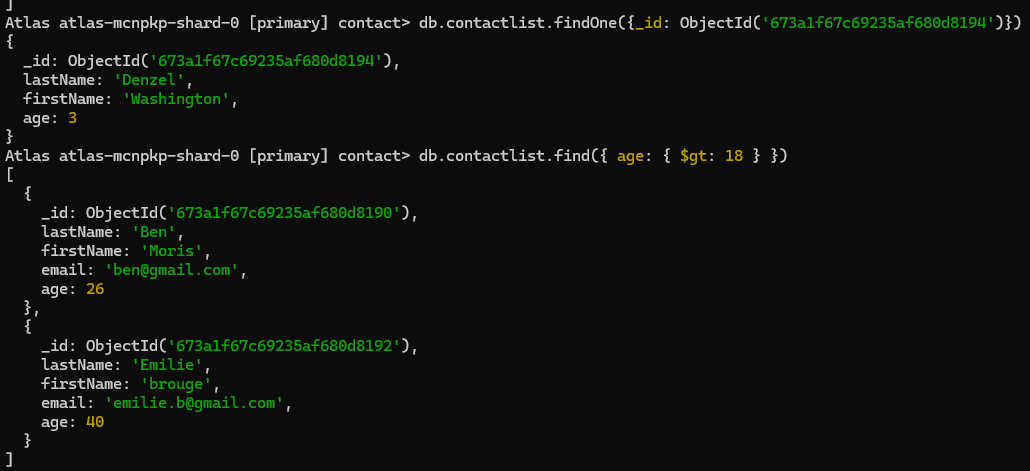 ]
Atlas atlas-mcnpkp-shard-0 [primary] contact> db.contactlist.findOne({_id: ObjectId('673a1f67c69235af680d8194')})
{
  _id: ObjectId('673a1f67c69235af680d8194'),
  lastName: 'Denzel',
  firstName: 'Washington',
  age: 3
}
Atlas atlas-mcnpkp-shard-0 [primary] contact> db.contactlist.find({ age: { $gt: 18 } })
[
  {
    _id: ObjectId('673a1f67c69235af680d8190'),
    lastName: 'Ben',
    firstName: 'Moris',
    email: 'ben@gmail.com',
    age: 26
  },
  {
    _id: ObjectId('673a1f67c69235af680d8192'),
    lastName: 'Emilie',
    firstName: 'brouge',
    email: 'emilie.b@gmail.com',
    age: 40
  }
]